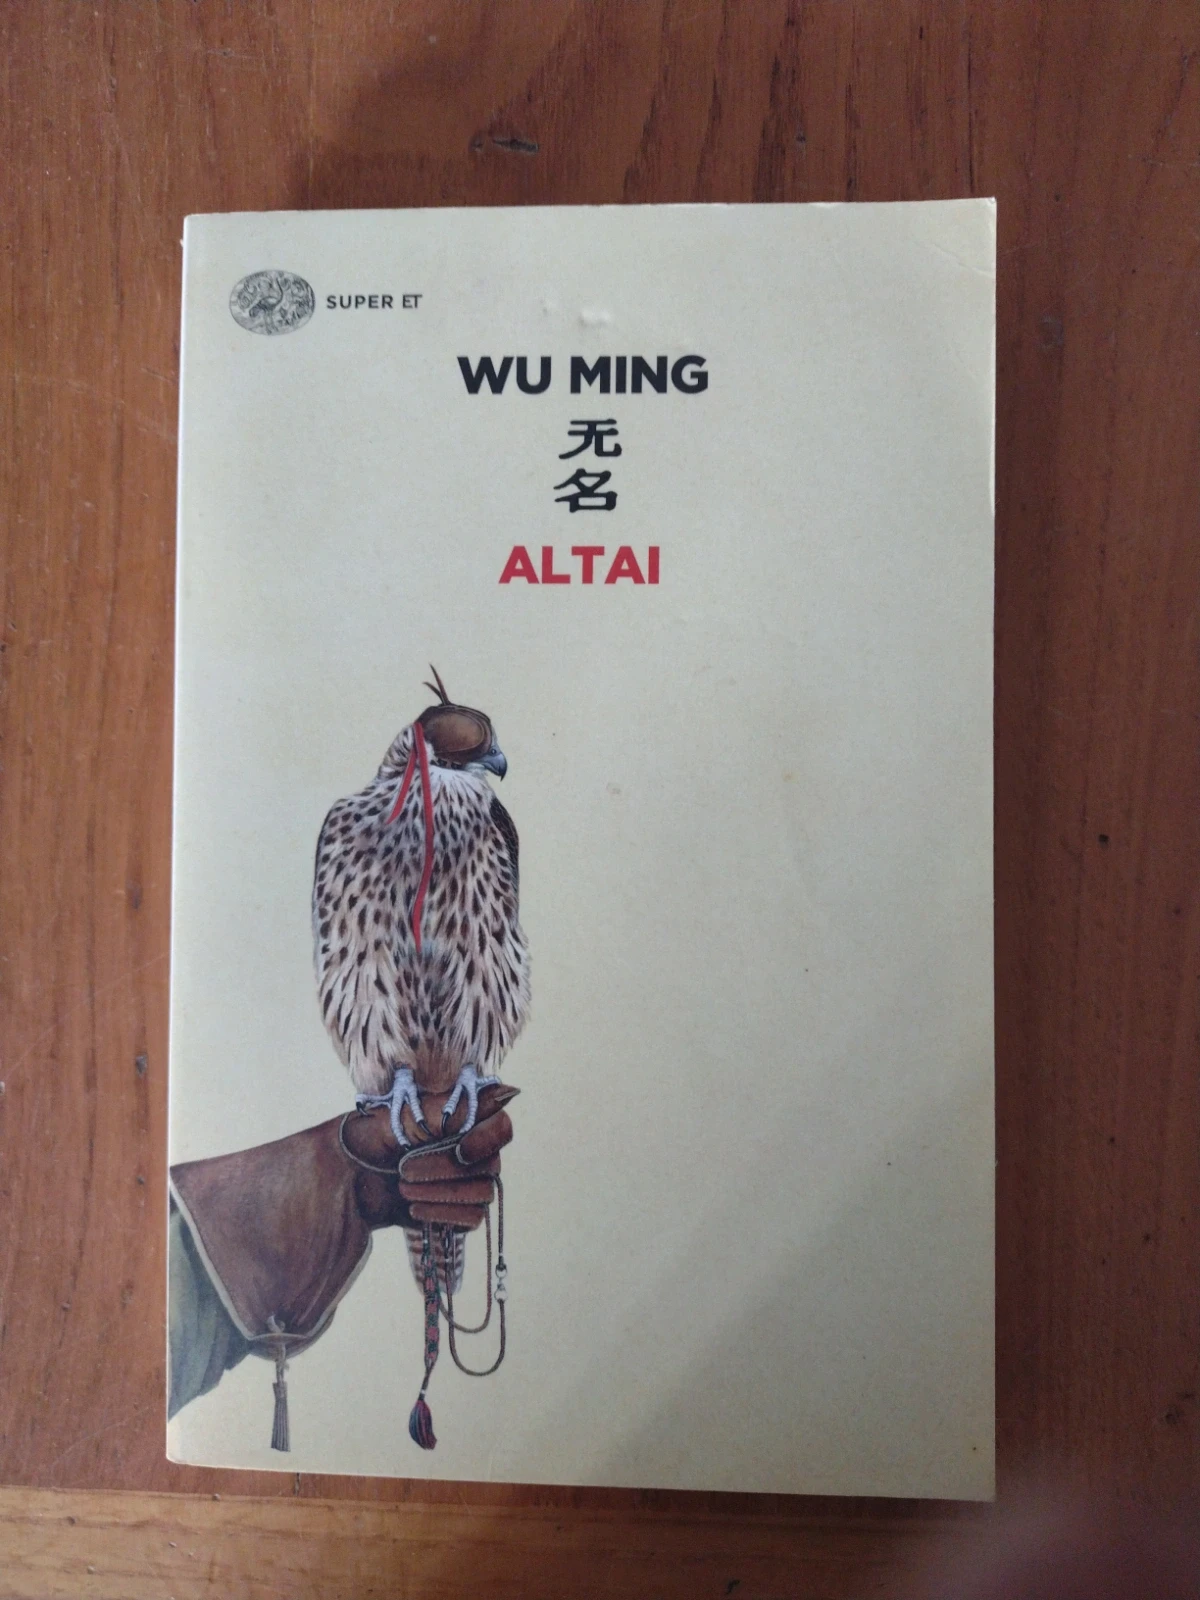 SUPER ET
WU MING
无
名
ALTAI